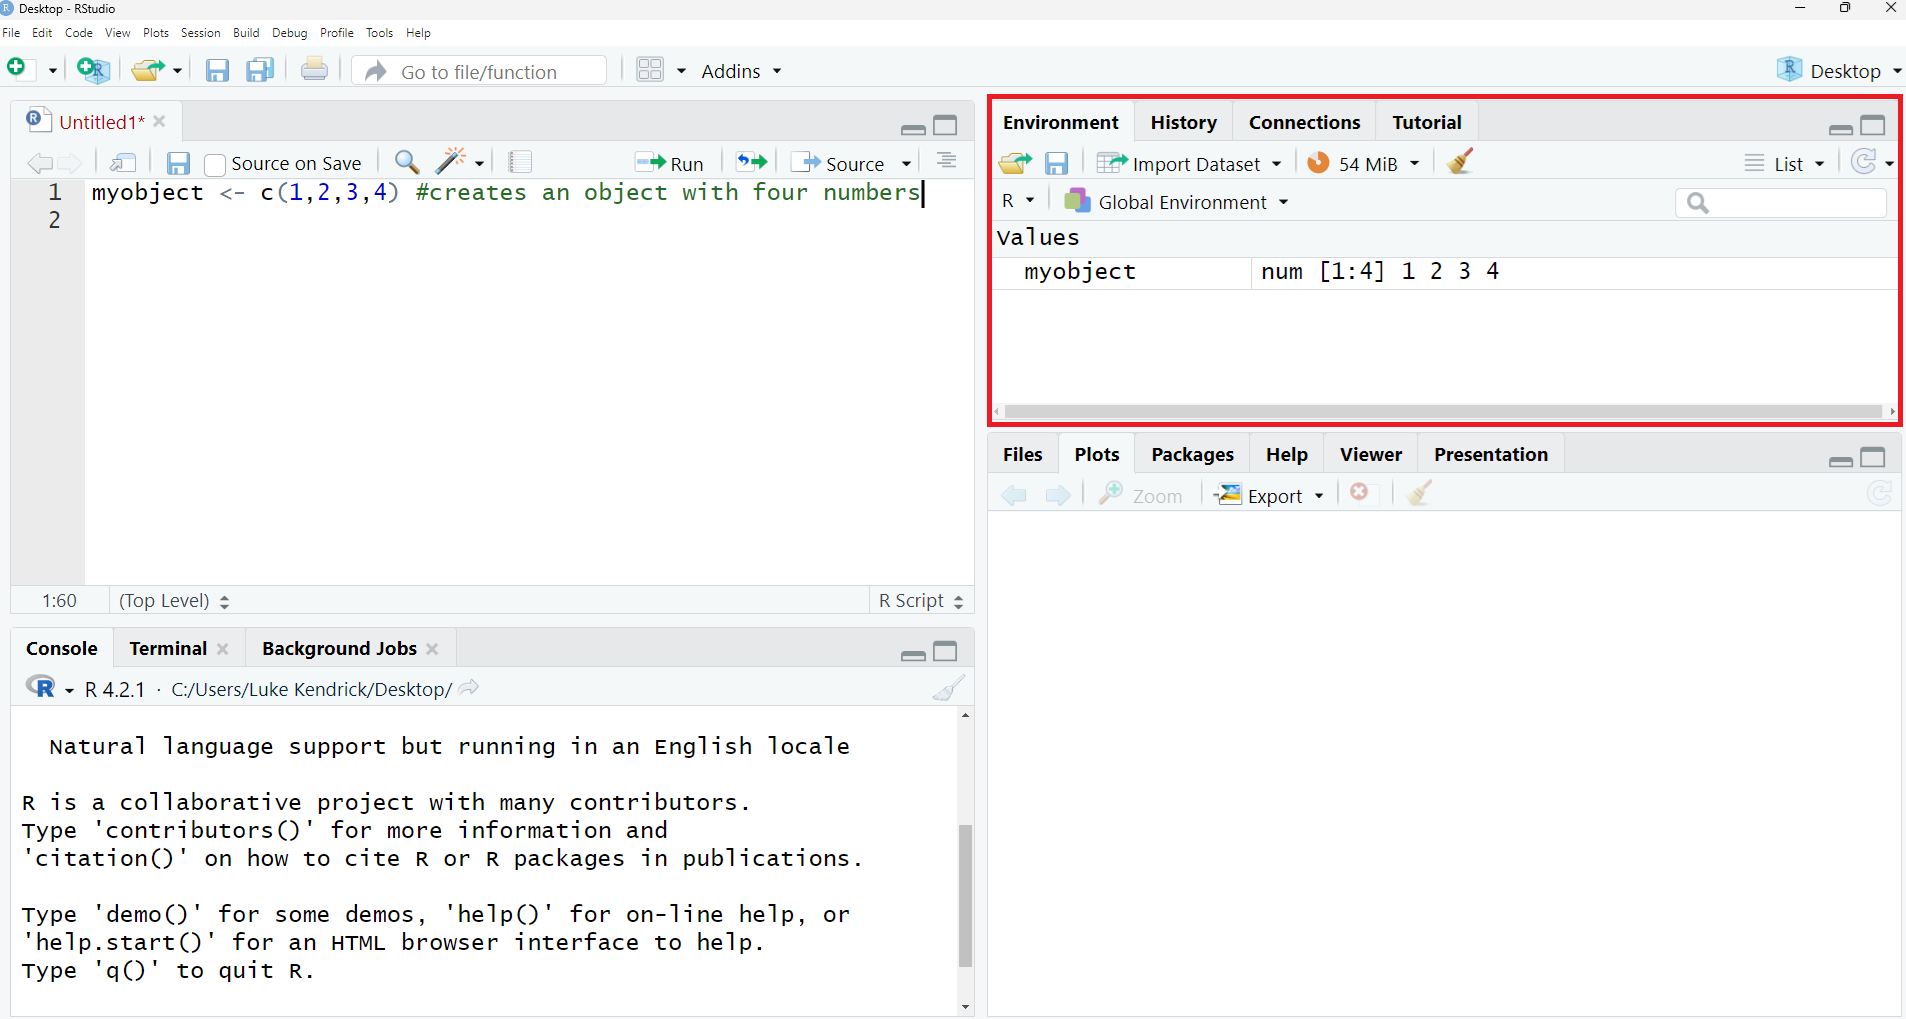 Desktop - RStudio
File Edit Code View Plots Session Build Debug Profile Tools Help
Go to file/function Addins Desktop
Untitled1*
Source on Save Run Source
1 myobject <- c(1,2,3,4) #creates an object with four numbers
2
1:60 (Top Level) R Script
Console Terminal Background Jobs
R 4.2.1 · C:/Users/Luke Kendrick/Desktop/
Natural language support but running in an English locale
R is a collaborative project with many contributors.
Type 'contributors()' for more information and
'citation()' on how to cite R or R packages in publications.
Type 'demo()' for some demos, 'help()' for on-line help, or
'help.start()' for an HTML browser interface to help.
Type 'q()' to quit R.
Environment History Connections Tutorial
Import Dataset 54 MiB List
R Global Environment
Values
myobject num [1:4] 1 2 3 4
Files Plots Packages Help Viewer Presentation
Zoom Export